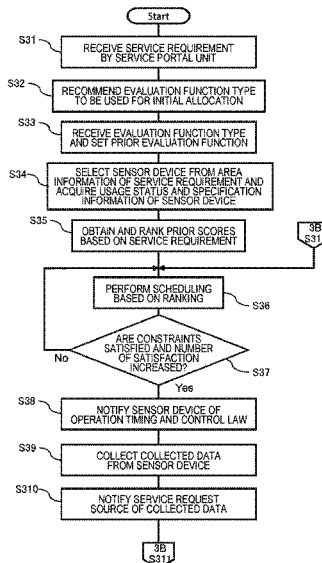 Start
S31
RECEIVE SERVICE REQUIREMENT
BY SERVICE PORTAL UNIT
S32
RECOMMEND EVALUATION FUNCTION TYPE
TO BE USED FOR INITIAL ALLOCATION
S33
RECEIVE EVALUATION FUNCTION TYPE
AND SET PRIOR EVALUATION FUNCTION
S34
SELECT SENSOR DEVICE FROM AREA
INFORMATION OF SERVICE REQUIREMENT AND
ACQUIRE USAGE STATUS AND SPECIFICATION
INFORMATION OF SENSOR DEVICE
S35
OBTAIN AND RANK PRIOR SCORES
BASED ON SERVICE REQUIREMENT
3B
S31
PERFORM SCHEDULING
BASED ON RANKING
S36
ARE CONSTRAINTS
SATISFIED AND NUMBER
OF SATISFACTION
INCREASED?
S37
No
Yes
S38
NOTIFY SENSOR DEVICE OF
OPERATION TIMING AND CONTROL LAW
S39
COLLECT COLLECTED DATA
FROM SENSOR DEVICE
S310
NOTIFY SERVICE REQUEST
SOURCE OF COLLECTED DATA
3B
S311